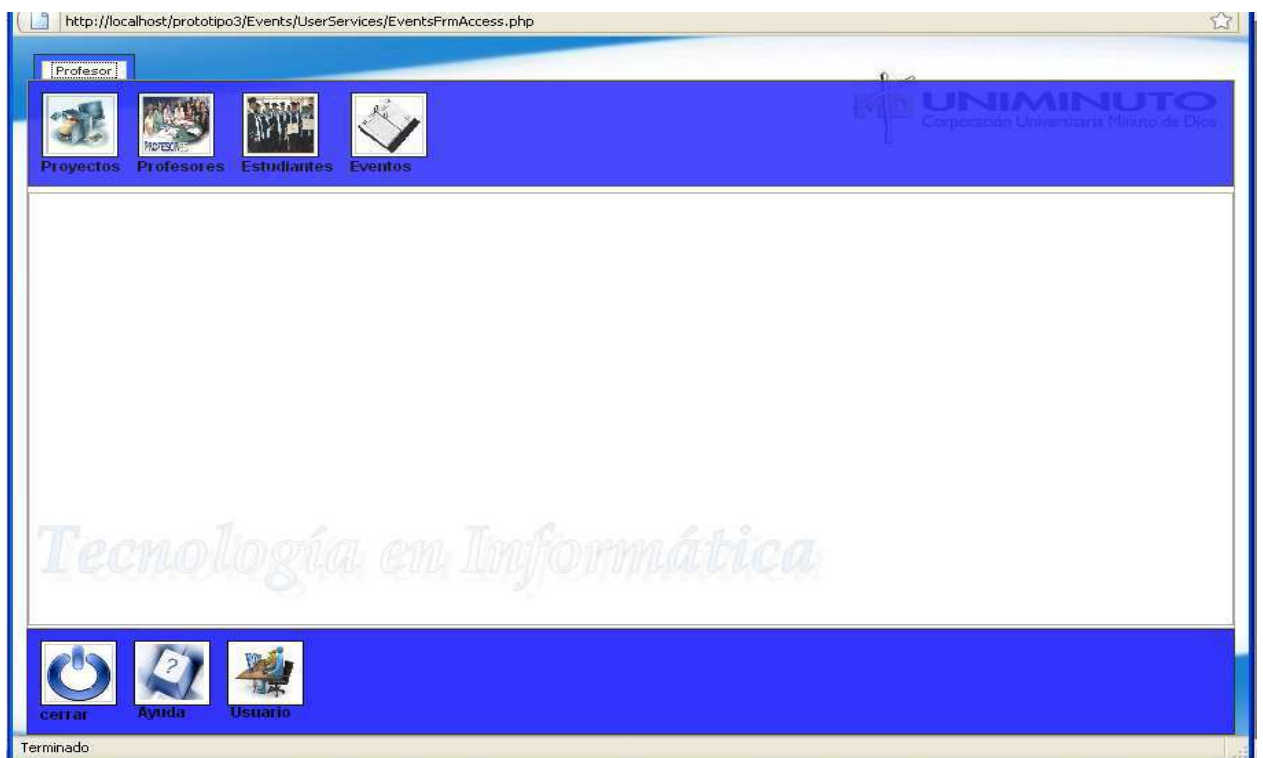 http://localhost/prototipo3/Events/UserServices/EventsFrmAccess.php
Profesor
UNIMINUTO
Corporación Universitaria Minuto de Dios
PROFESORES
Proyectos Profesores Estudiantes Eventos
Tecnología en Informática
?
cerrar Ayuda Usuario
Terminado